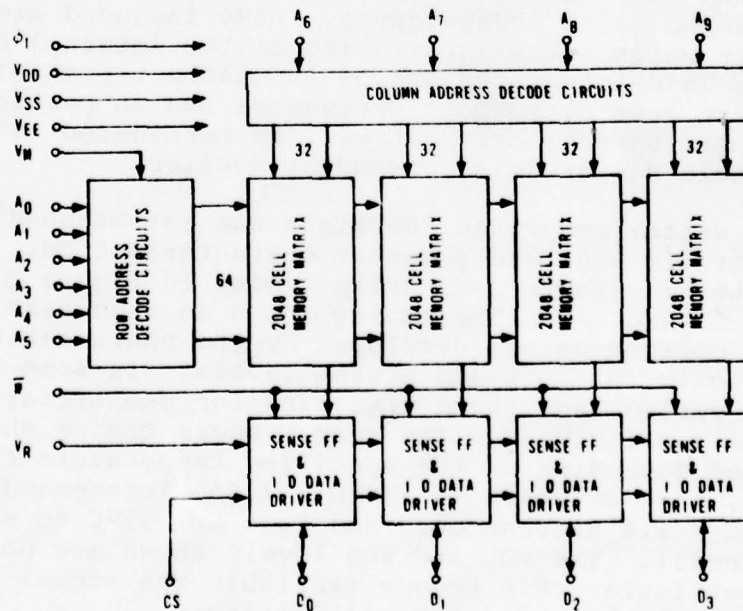 A6 A7 A8 A9
Φ1
VDD
VSS
VEE
VM
COLUMN ADDRESS DECODE CIRCUITS
32 32 32 32
A0
A1
A2
A3
A4
A5
ROW ADDRESS
DECODE CIRCUITS
64
2048 CELL
MEMORY MATRIX
2048 CELL
MEMORY MATRIX
2048 CELL
MEMORY MATRIX
2048 CELL
MEMORY MATRIX
W̅
VR
SENSE FF
&
I O DATA
DRIVER
SENSE FF
&
I O DATA
DRIVER
SENSE FF
&
I O DATA
DRIVER
SENSE FF
&
I O DATA
DRIVER
CS D0 D1 D2 D3